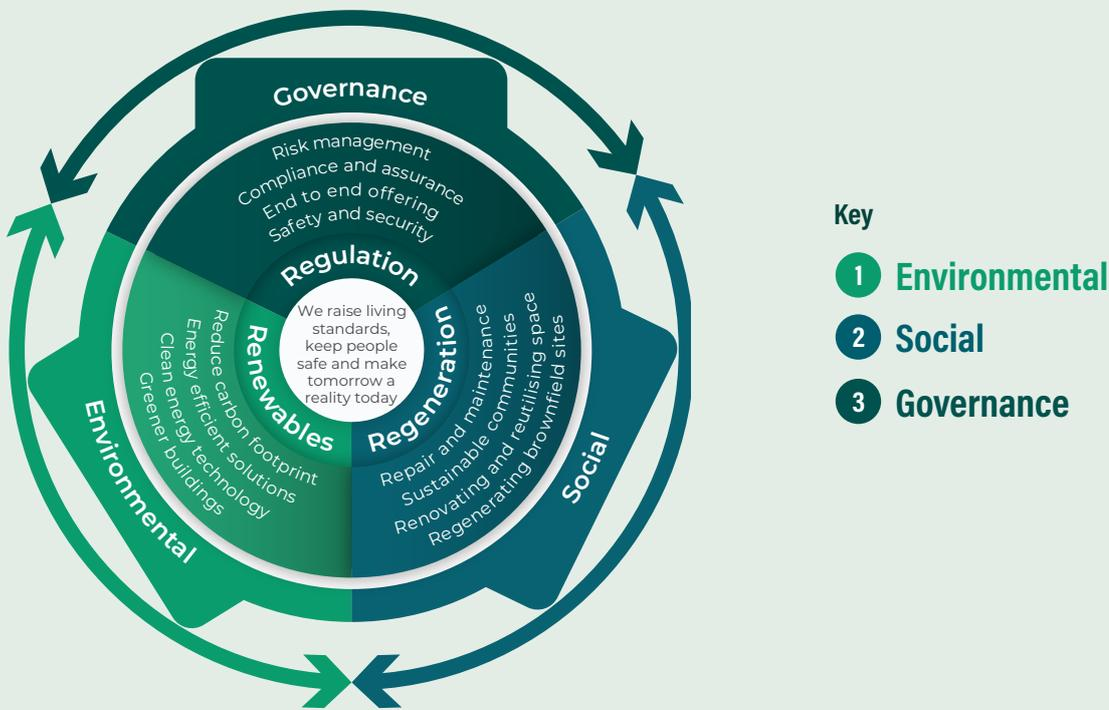 Governance
Risk management
Compliance and assurance
End to end offering
Safety and security
Regulation
We raise living
standards,
keep people
safe and make
tomorrow a
reality today
Renewables
Reduce carbon footprint
Energy efficient solutions
Clean energy technology
Greener buildings
Environmental
Regeneration
Repair and maintenance
Sustainable communities
Renovating and reutilising space
Regenerating brownfield sites
Social
Key
1 Environmental
2 Social
3 Governance